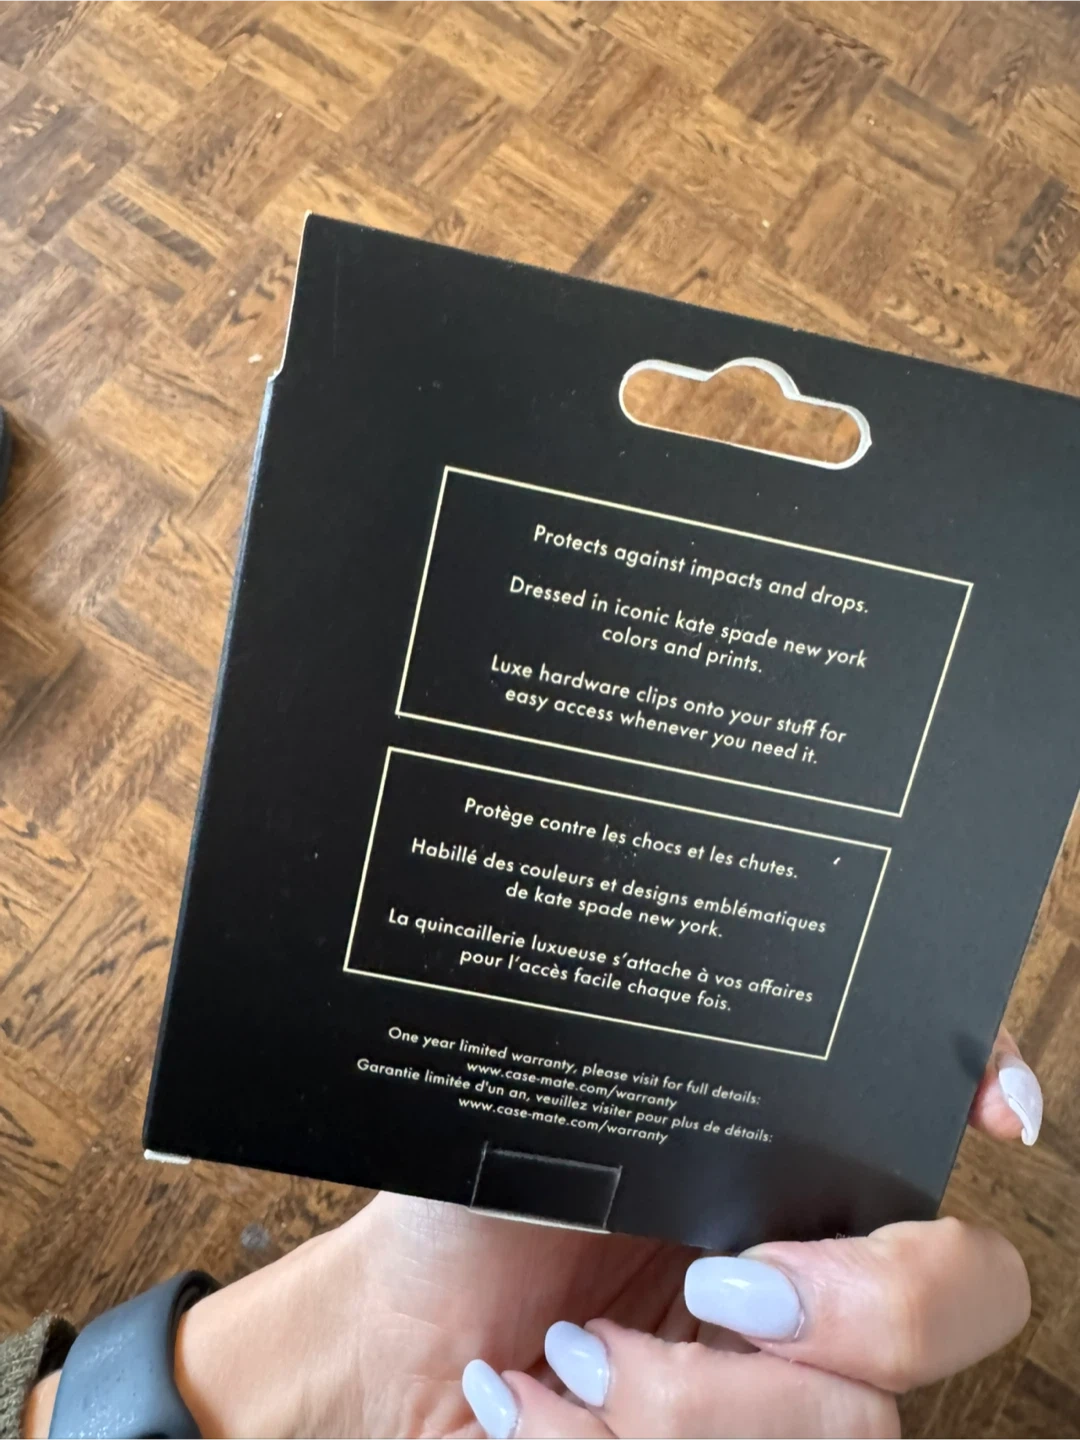 Protects against impacts and drops.
Dressed in iconic kate spade new york
colors and prints.
Luxe hardware clips onto your stuff for
easy access whenever you need it.
Protège contre les chocs et les chutes.
Habillé des couleurs et designs emblématiques
de kate spade new york.
La quincaillerie luxueuse s'attache à vos affaires
pour l'accès facile chaque fois.
One year limited warranty, please visit for full details:
www.case-mate.com/warranty
Garantie limitée d'un an, veuillez visiter pour plus de détails:
www.case-mate.com/warranty